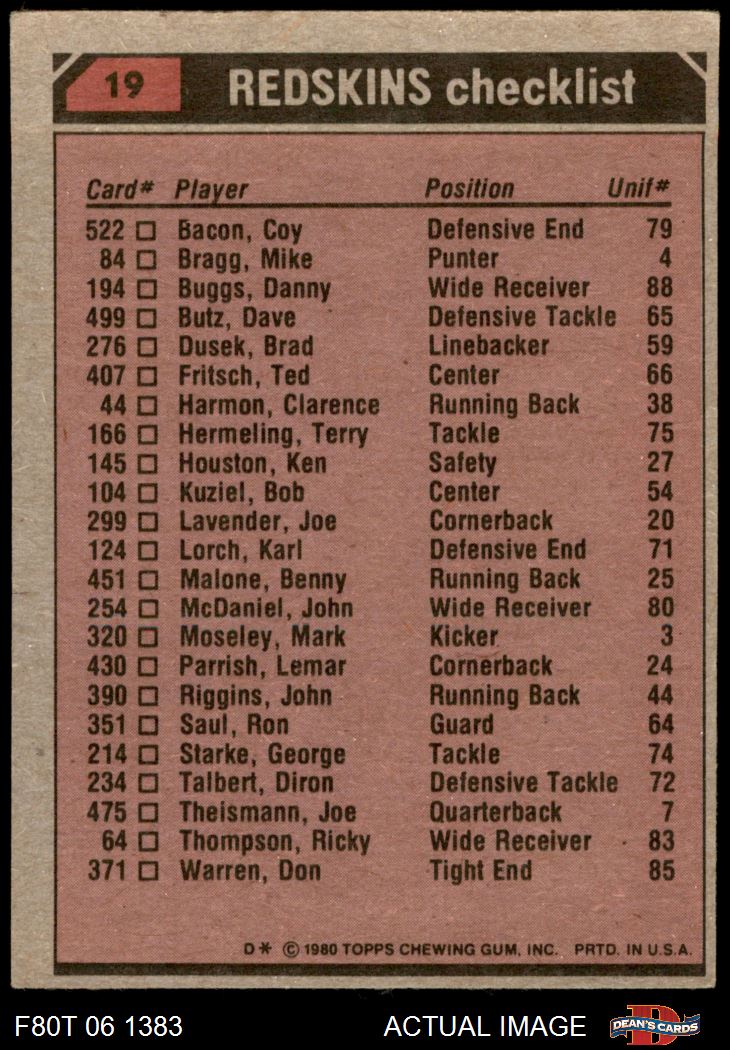 19 REDSKINS checklist
Card# Player Position Unif#
522 Bacon, Coy Defensive End 79
84 Bragg, Mike Punter 4
194 Buggs, Danny Wide Receiver 88
499 Butz, Dave Defensive Tackle 65
276 Dusek, Brad Linebacker 59
407 Fritsch, Ted Center 66
44 Harmon, Clarence Running Back 38
166 Hermeling, Terry Tackle 75
145 Houston, Ken Safety 27
104 Kuziel, Bob Center 54
299 Lavender, Joe Cornerback 20
124 Lorch, Karl Defensive End 71
451 Malone, Benny Running Back 25
254 McDaniel, John Wide Receiver 80
320 Moseley, Mark Kicker 3
430 Parrish, Lemar Cornerback 24
390 Riggins, John Running Back 44
351 Saul, Ron Guard 64
214 Starke, George Tackle 74
234 Talbert, Diron Defensive Tackle 72
475 Theismann, Joe Quarterback 7
64 Thompson, Ricky Wide Receiver 83
371 Warren, Don Tight End 85
D* © 1980 TOPPS CHEWING GUM, INC. PRTD. IN U.S.A.
F80T 06 1383 ACTUAL IMAGE DEAN'S CARDS